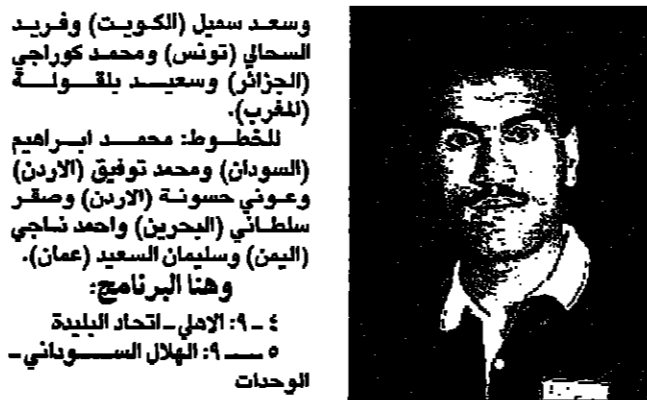 وسعد سميل (الكويت) وفريد
السحالي (تونس) ومحمد كوراجي
(الجزائر) وسعيد بلقولة
(المغرب).
للخطوط: محمد ابراهيم
(السودان) ومحمد توفيق (الاردن)
وعوني حسونة (الاردن) وصقر
سلطاني (البحرين) واحمد ناجي
(اليمن) وسليمان السعيد (عمان).
وهنا البرنامج:
٤ - ٩: الاهلي - اتحاد البليدة
٥ - ٩: الهلال السوداني -
الوحدات